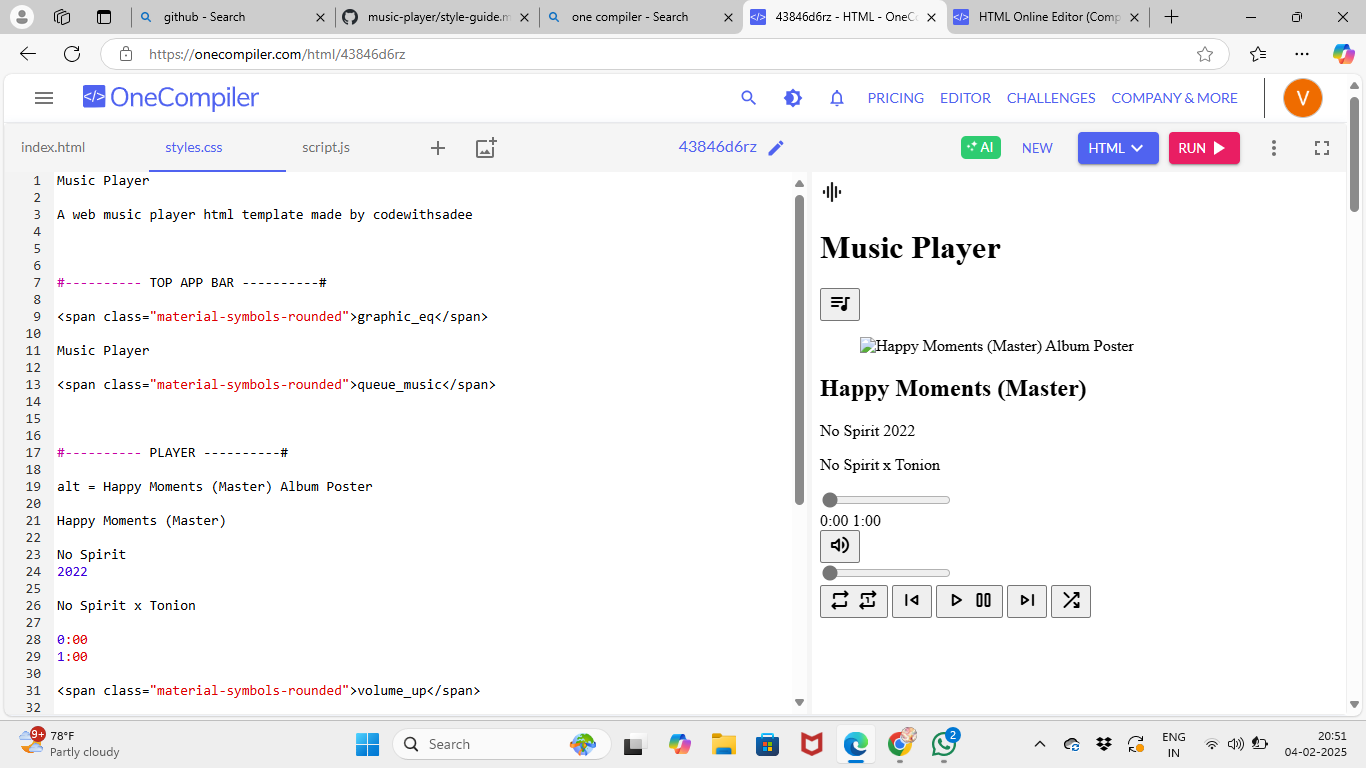 github - Search
music-player/style-guide.m
one compiler - Search
43846d6rz - HTML - OneCo
HTML Online Editor (Comp
https://onecompiler.com/html/43846d6rz
</> OneCompiler
PRICING EDITOR CHALLENGES COMPANY & MORE
V
index.html styles.css script.js
43846d6rz
AI NEW HTML RUN
1 Music Player
2
3 A web music player html template made by codewithsadee
4
5
6
7 #---------- TOP APP BAR ----------#
8
9 <span class="material-symbols-rounded">graphic_eq</span>
10
11 Music Player
12
13 <span class="material-symbols-rounded">queue_music</span>
14
15
16
17 #---------- PLAYER ----------#
18
19 alt = Happy Moments (Master) Album Poster
20
21 Happy Moments (Master)
22
23 No Spirit
24 2022
25
26 No Spirit x Tonion
27
28 0:00
29 1:00
30
31 <span class="material-symbols-rounded">volume_up</span>
32
Music Player
Happy Moments (Master) Album Poster
Happy Moments (Master)
No Spirit 2022
No Spirit x Tonion
0:00 1:00
9+
78°F
Partly cloudy
Search
2
ENG
IN
20:51
04-02-2025